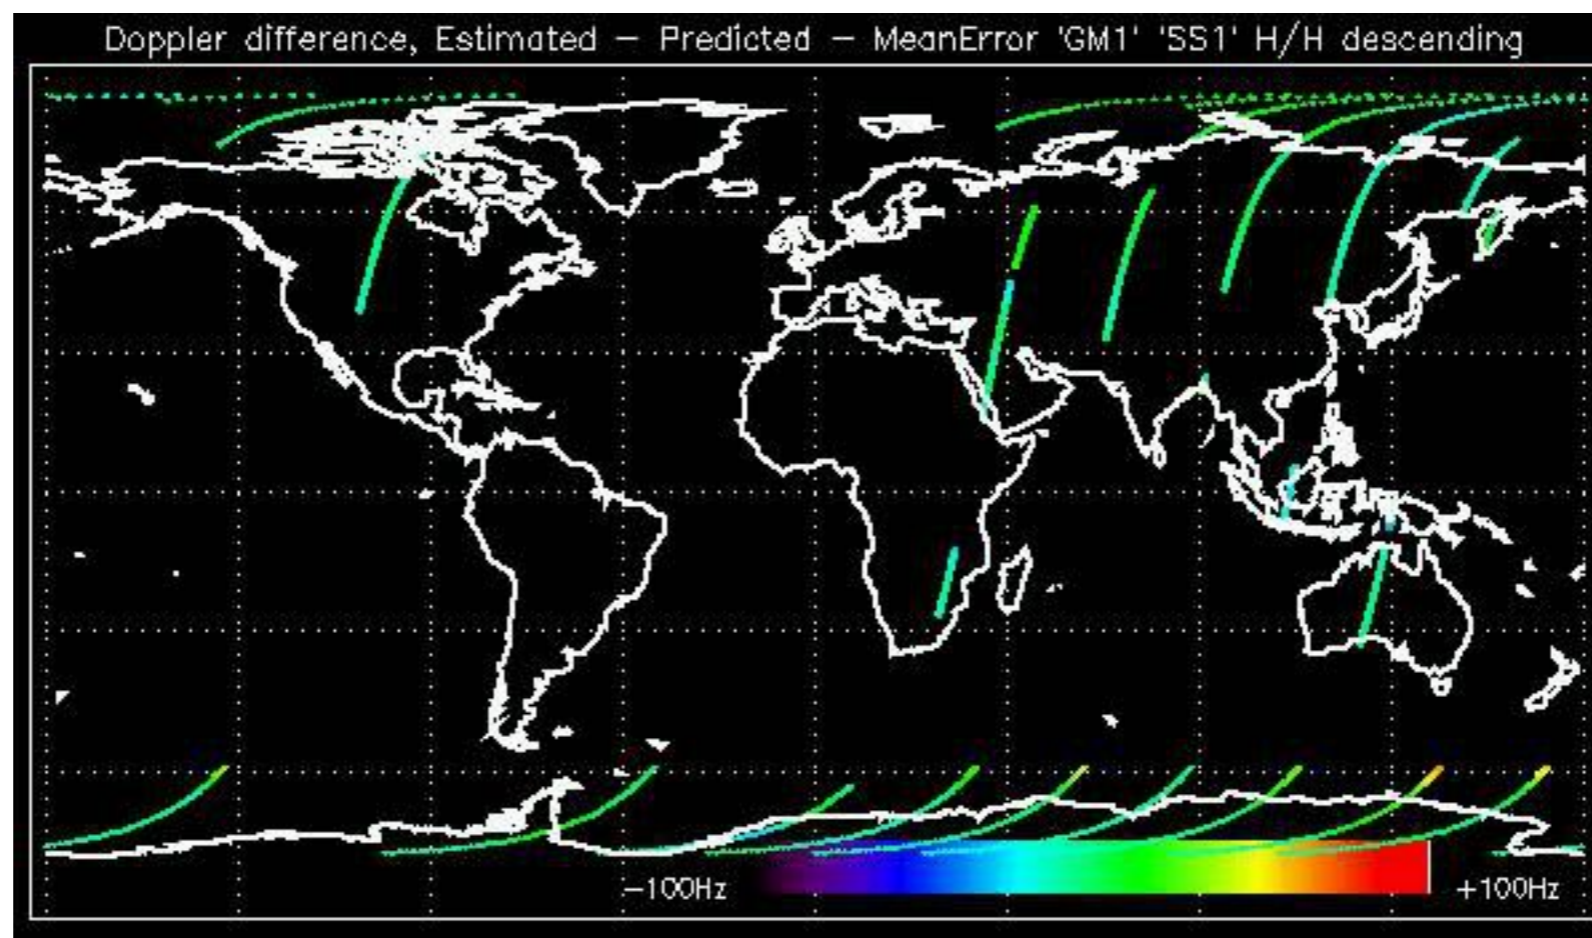 Doppler difference, Estimated – Predicted – MeanError 'GM1' 'SS1' H/H descending
–100Hz
+100Hz